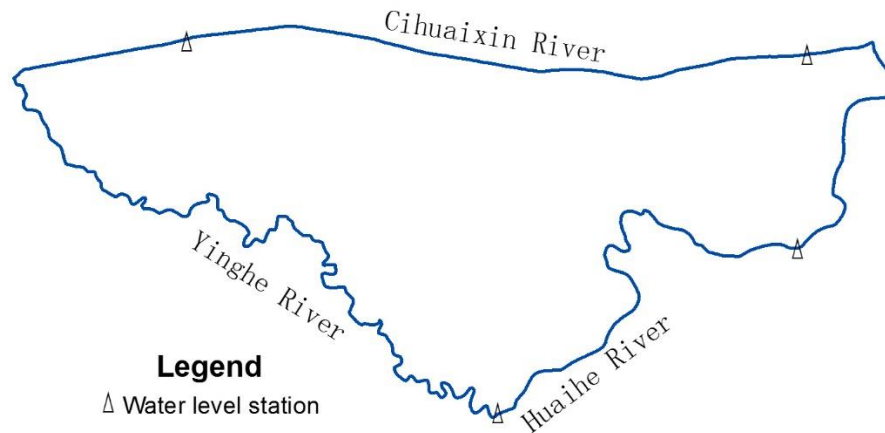 Cihuaixin River
Yinghe River
Huaihe River
Legend
Water level station